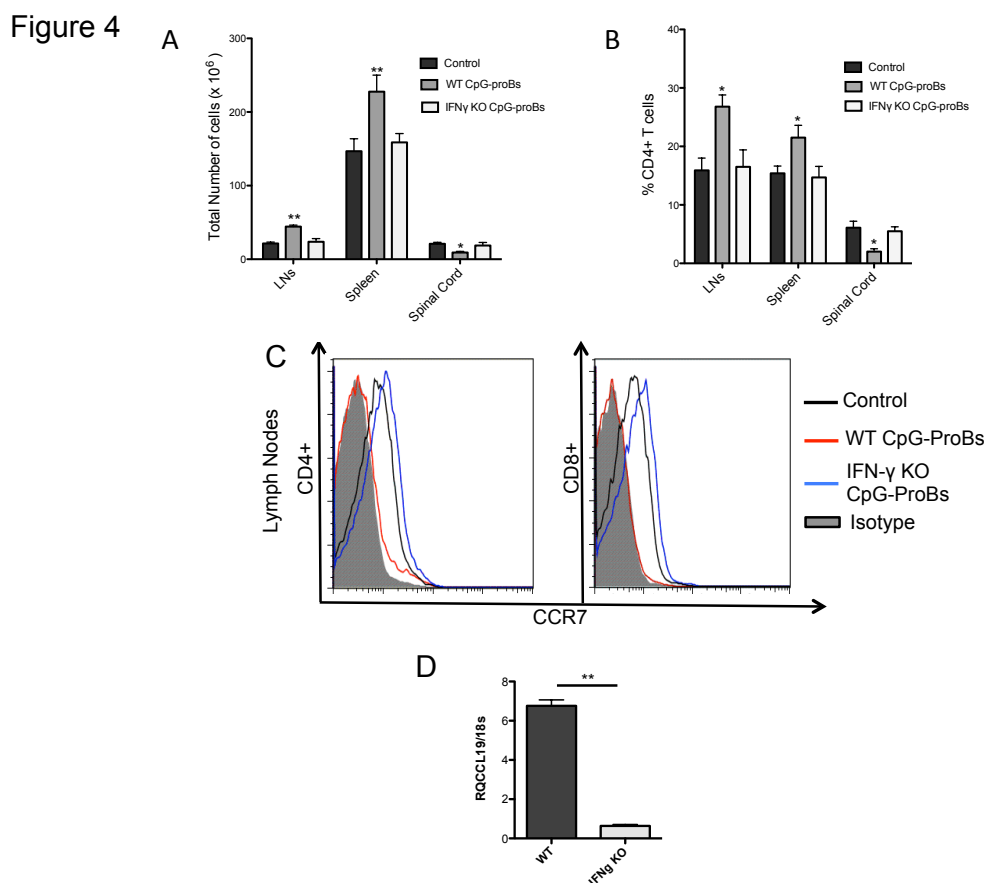 Figure 4
A
Total Number of cells (x 10⁶)
300
200
100
0
**
**
*
LNs
Spleen
Spinal Cord
Control
WT CpG-proBs
IFNγ KO CpG-proBs
B
% CD4+ T cells
40
30
20
10
0
*
*
*
LNs
Spleen
Spinal Cord
Control
WT CpG-proBs
IFNγ KO CpG-proBs
C
Lymph Nodes
CD4+
CD8+
CCR7
Control
WT CpG-ProBs
IFN-γ KO
CpG-ProBs
Isotype
D
RQCCL19/18s
8
6
4
2
0
**
WT
IFNg KO